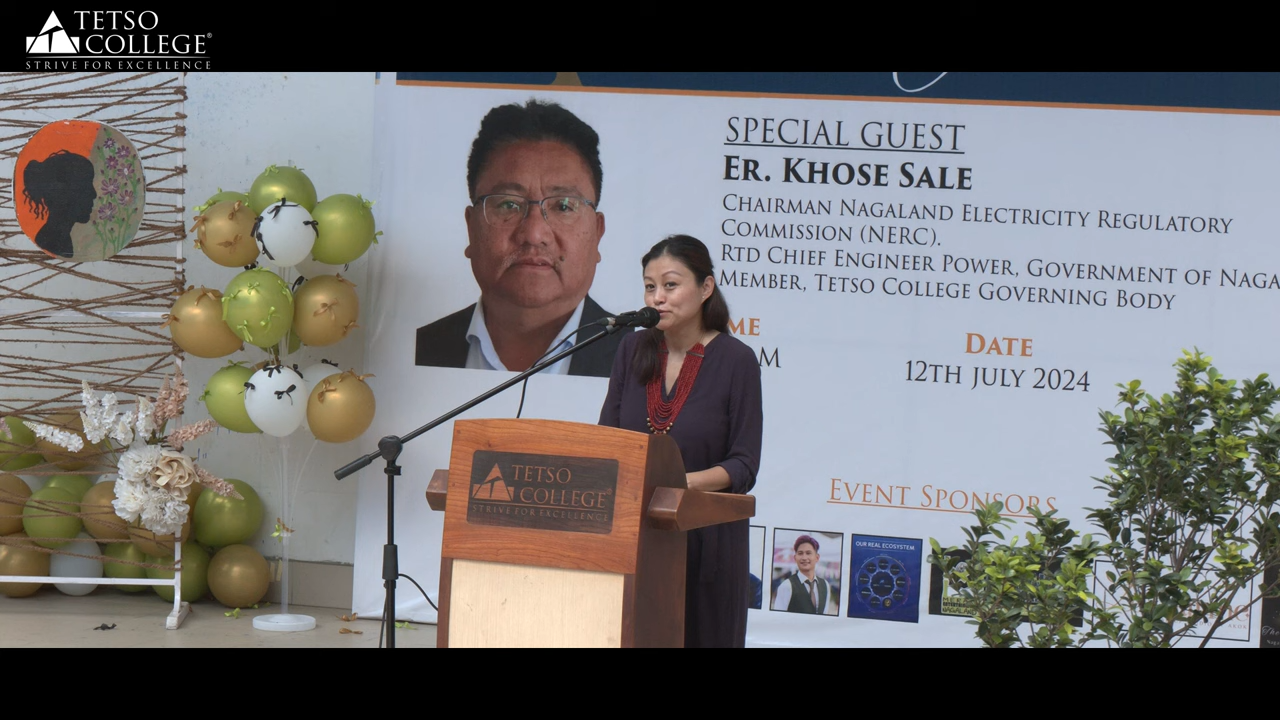 TETSO
COLLEGE®
STRIVE FOR EXCELLENCE
SPECIAL GUEST
ER. KHOSE SALE
CHAIRMAN NAGALAND ELECTRICITY REGULATORY
COMMISSION (NERC).
RTD CHIEF ENGINEER POWER, GOVERNMENT OF NAGA
MEMBER, TETSO COLLEGE GOVERNING BODY
ME
M
DATE
12TH JULY 2024
EVENT SPONSORS
OUR REAL ECOSYSTEM
TETSO
COLLEGE®
STRIVE FOR EXCELLENCE